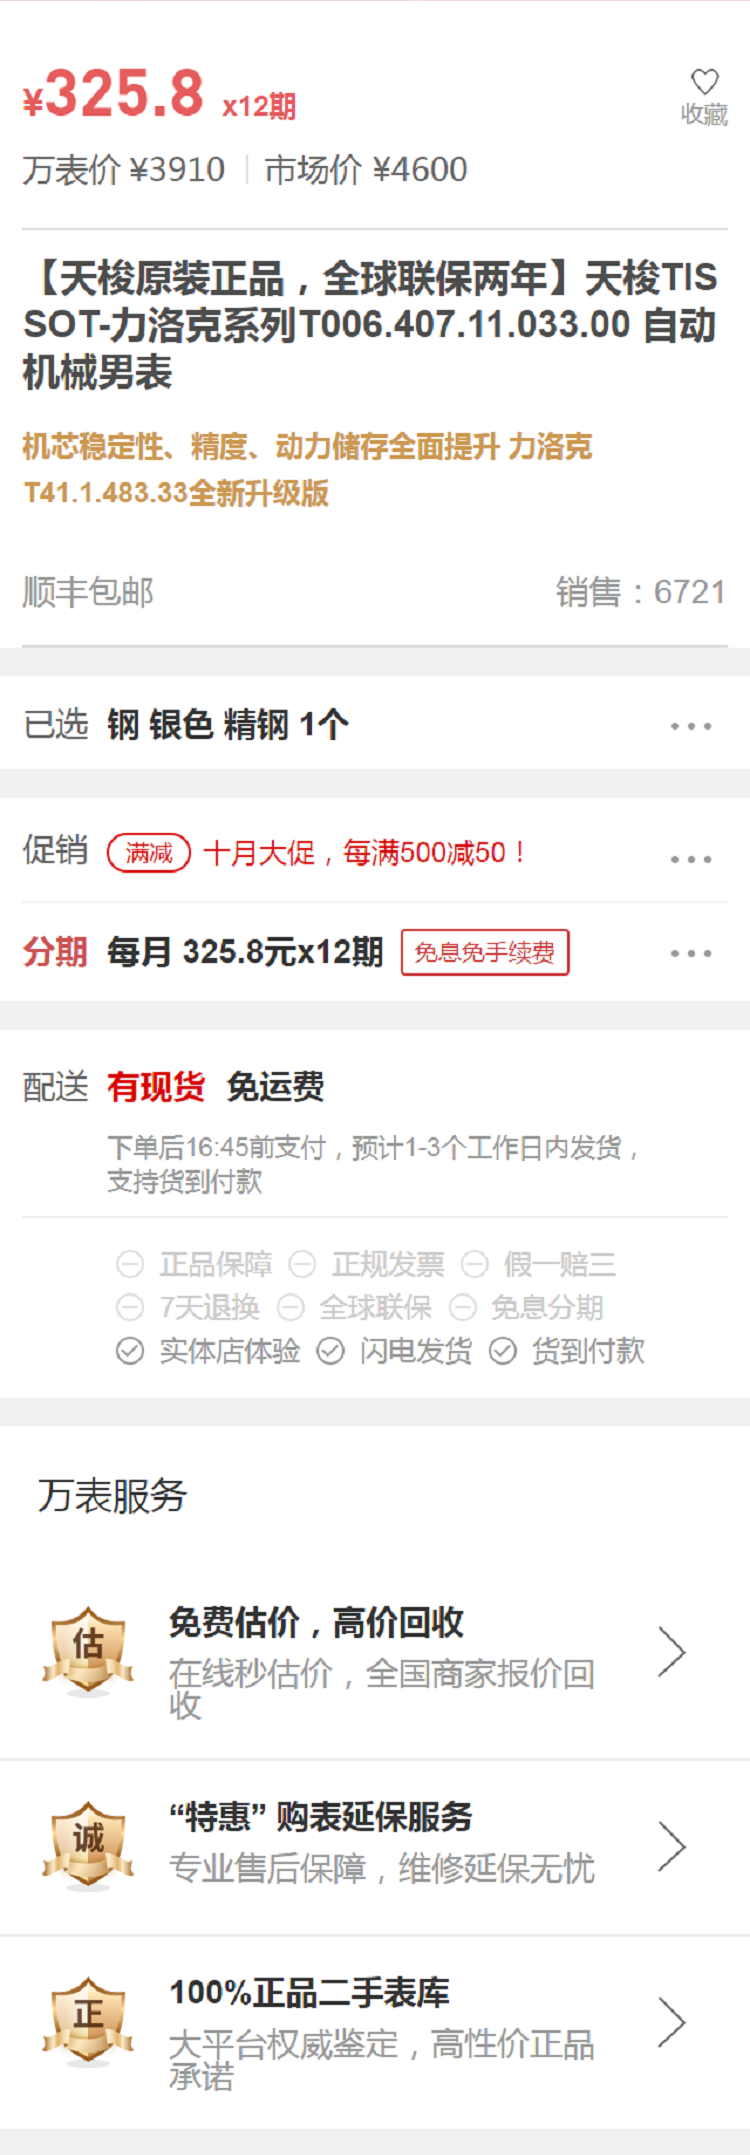 ¥325.8 x12期
收藏
万表价 ¥3910 市场价 ¥4600
【天梭原装正品，全球联保两年】天梭TIS
SOT-力洛克系列T006.407.11.033.00 自动
机械男表
机芯稳定性、精度、动力储存全面提升 力洛克
T41.1.483.33全新升级版
顺丰包邮 销售：6721
已选 钢 银色 精钢 1个
促销 满减 十月大促，每满500减50！
分期 每月 325.8元x12期 免息免手续费
配送 有现货 免运费
下单后16:45前支付，预计1-3个工作日内发货，
支持货到付款
正品保障 正规发票 假一赔三
7天退换 全球联保 免息分期
实体店体验 闪电发货 货到付款
万表服务
估
免费估价，高价回收
在线秒估价，全国商家报价回
收
诚
“特惠” 购表延保服务
专业售后保障，维修延保无忧
正
100%正品二手表库
大平台权威鉴定，高性价正品
承诺